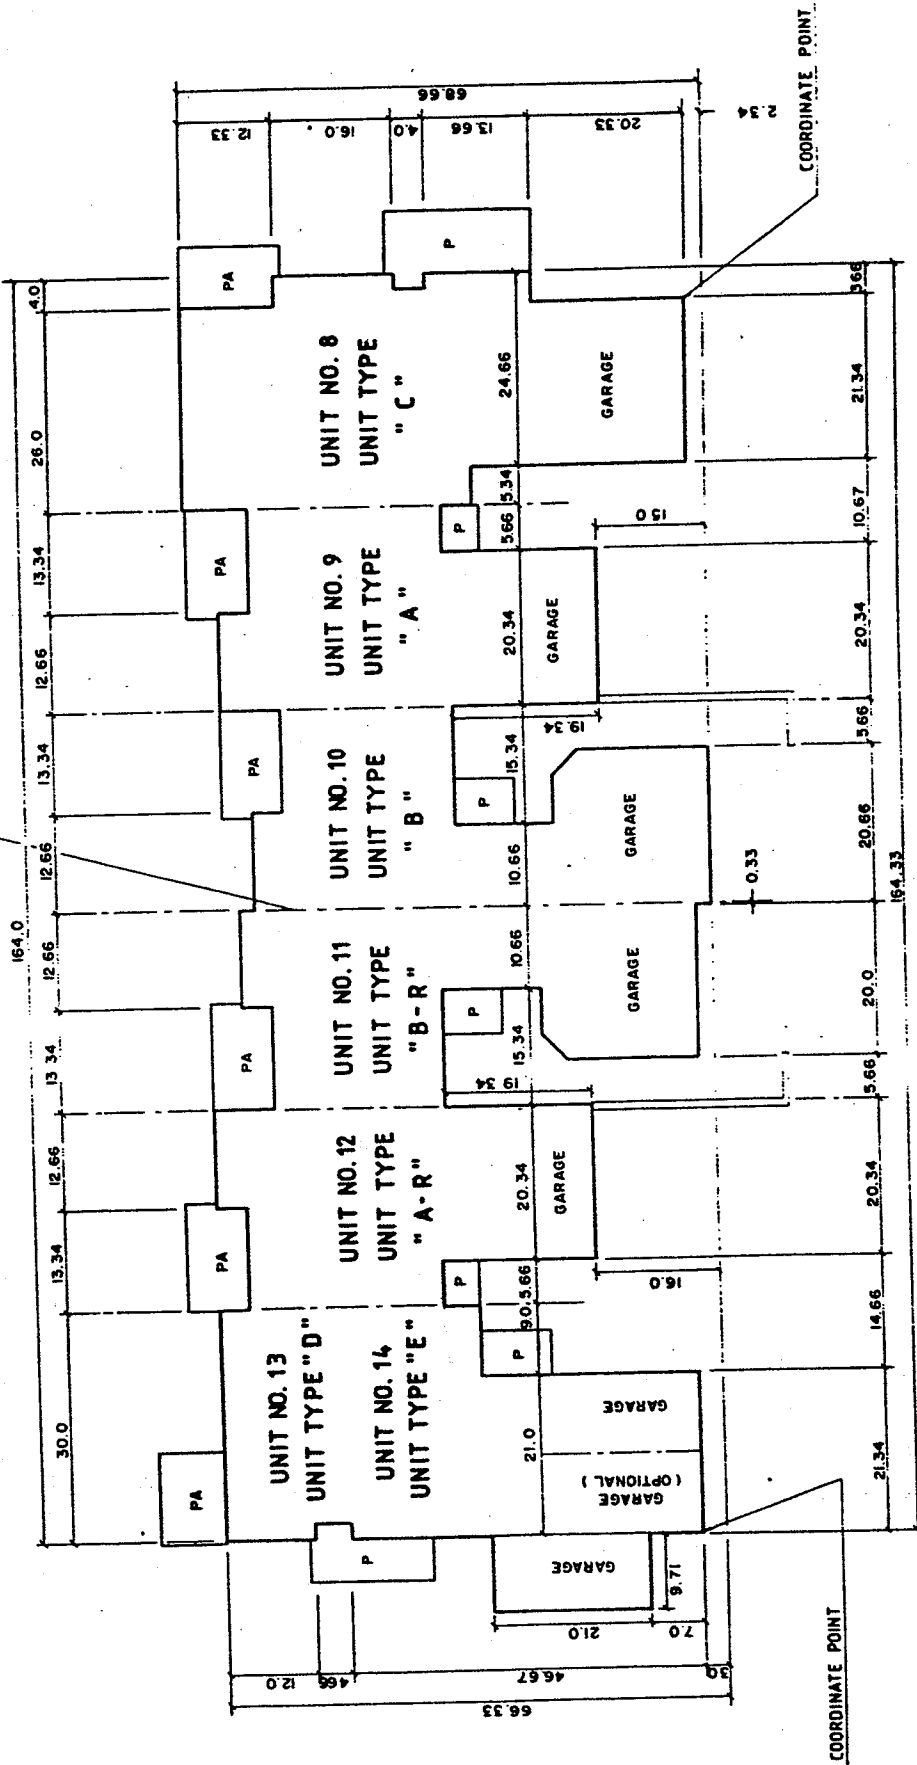 164.0
30.0 13.34 12.66 13 34 12.66 12.66 13.34 12.66 13.34 26.0 4.0
PA PA PA PA PA PA
12.33
16.0
4.0
13.66
20.33
68.66
2.34
UNIT NO. 13
UNIT TYPE "D"
UNIT NO. 14
UNIT TYPE "E"
UNIT NO. 12
UNIT TYPE
"A-R"
UNIT NO. 11
UNIT TYPE
"B-R"
UNIT NO. 10
UNIT TYPE
"B"
UNIT NO. 9
UNIT TYPE
"A"
UNIT NO. 8
UNIT TYPE
"C"
P P P P P P P
12.0
4.66
46.67
3.0
66.33
21.0
7.0
9.71
21.0 9.0 5.66 20.34 15.34 10.66 10.66 15.34 20.34 5.66 5.34 24.66
19.34 19.34
GARAGE
GARAGE
(OPTIONAL)
GARAGE
GARAGE
GARAGE
GARAGE
GARAGE
GARAGE
16.0
15.0
0.33
21.34 14.66 20.34 5.66 20.0 20.66 5.66 20.34 10.67 21.34 3.66
164.33
COORDINATE POINT
COORDINATE POINT